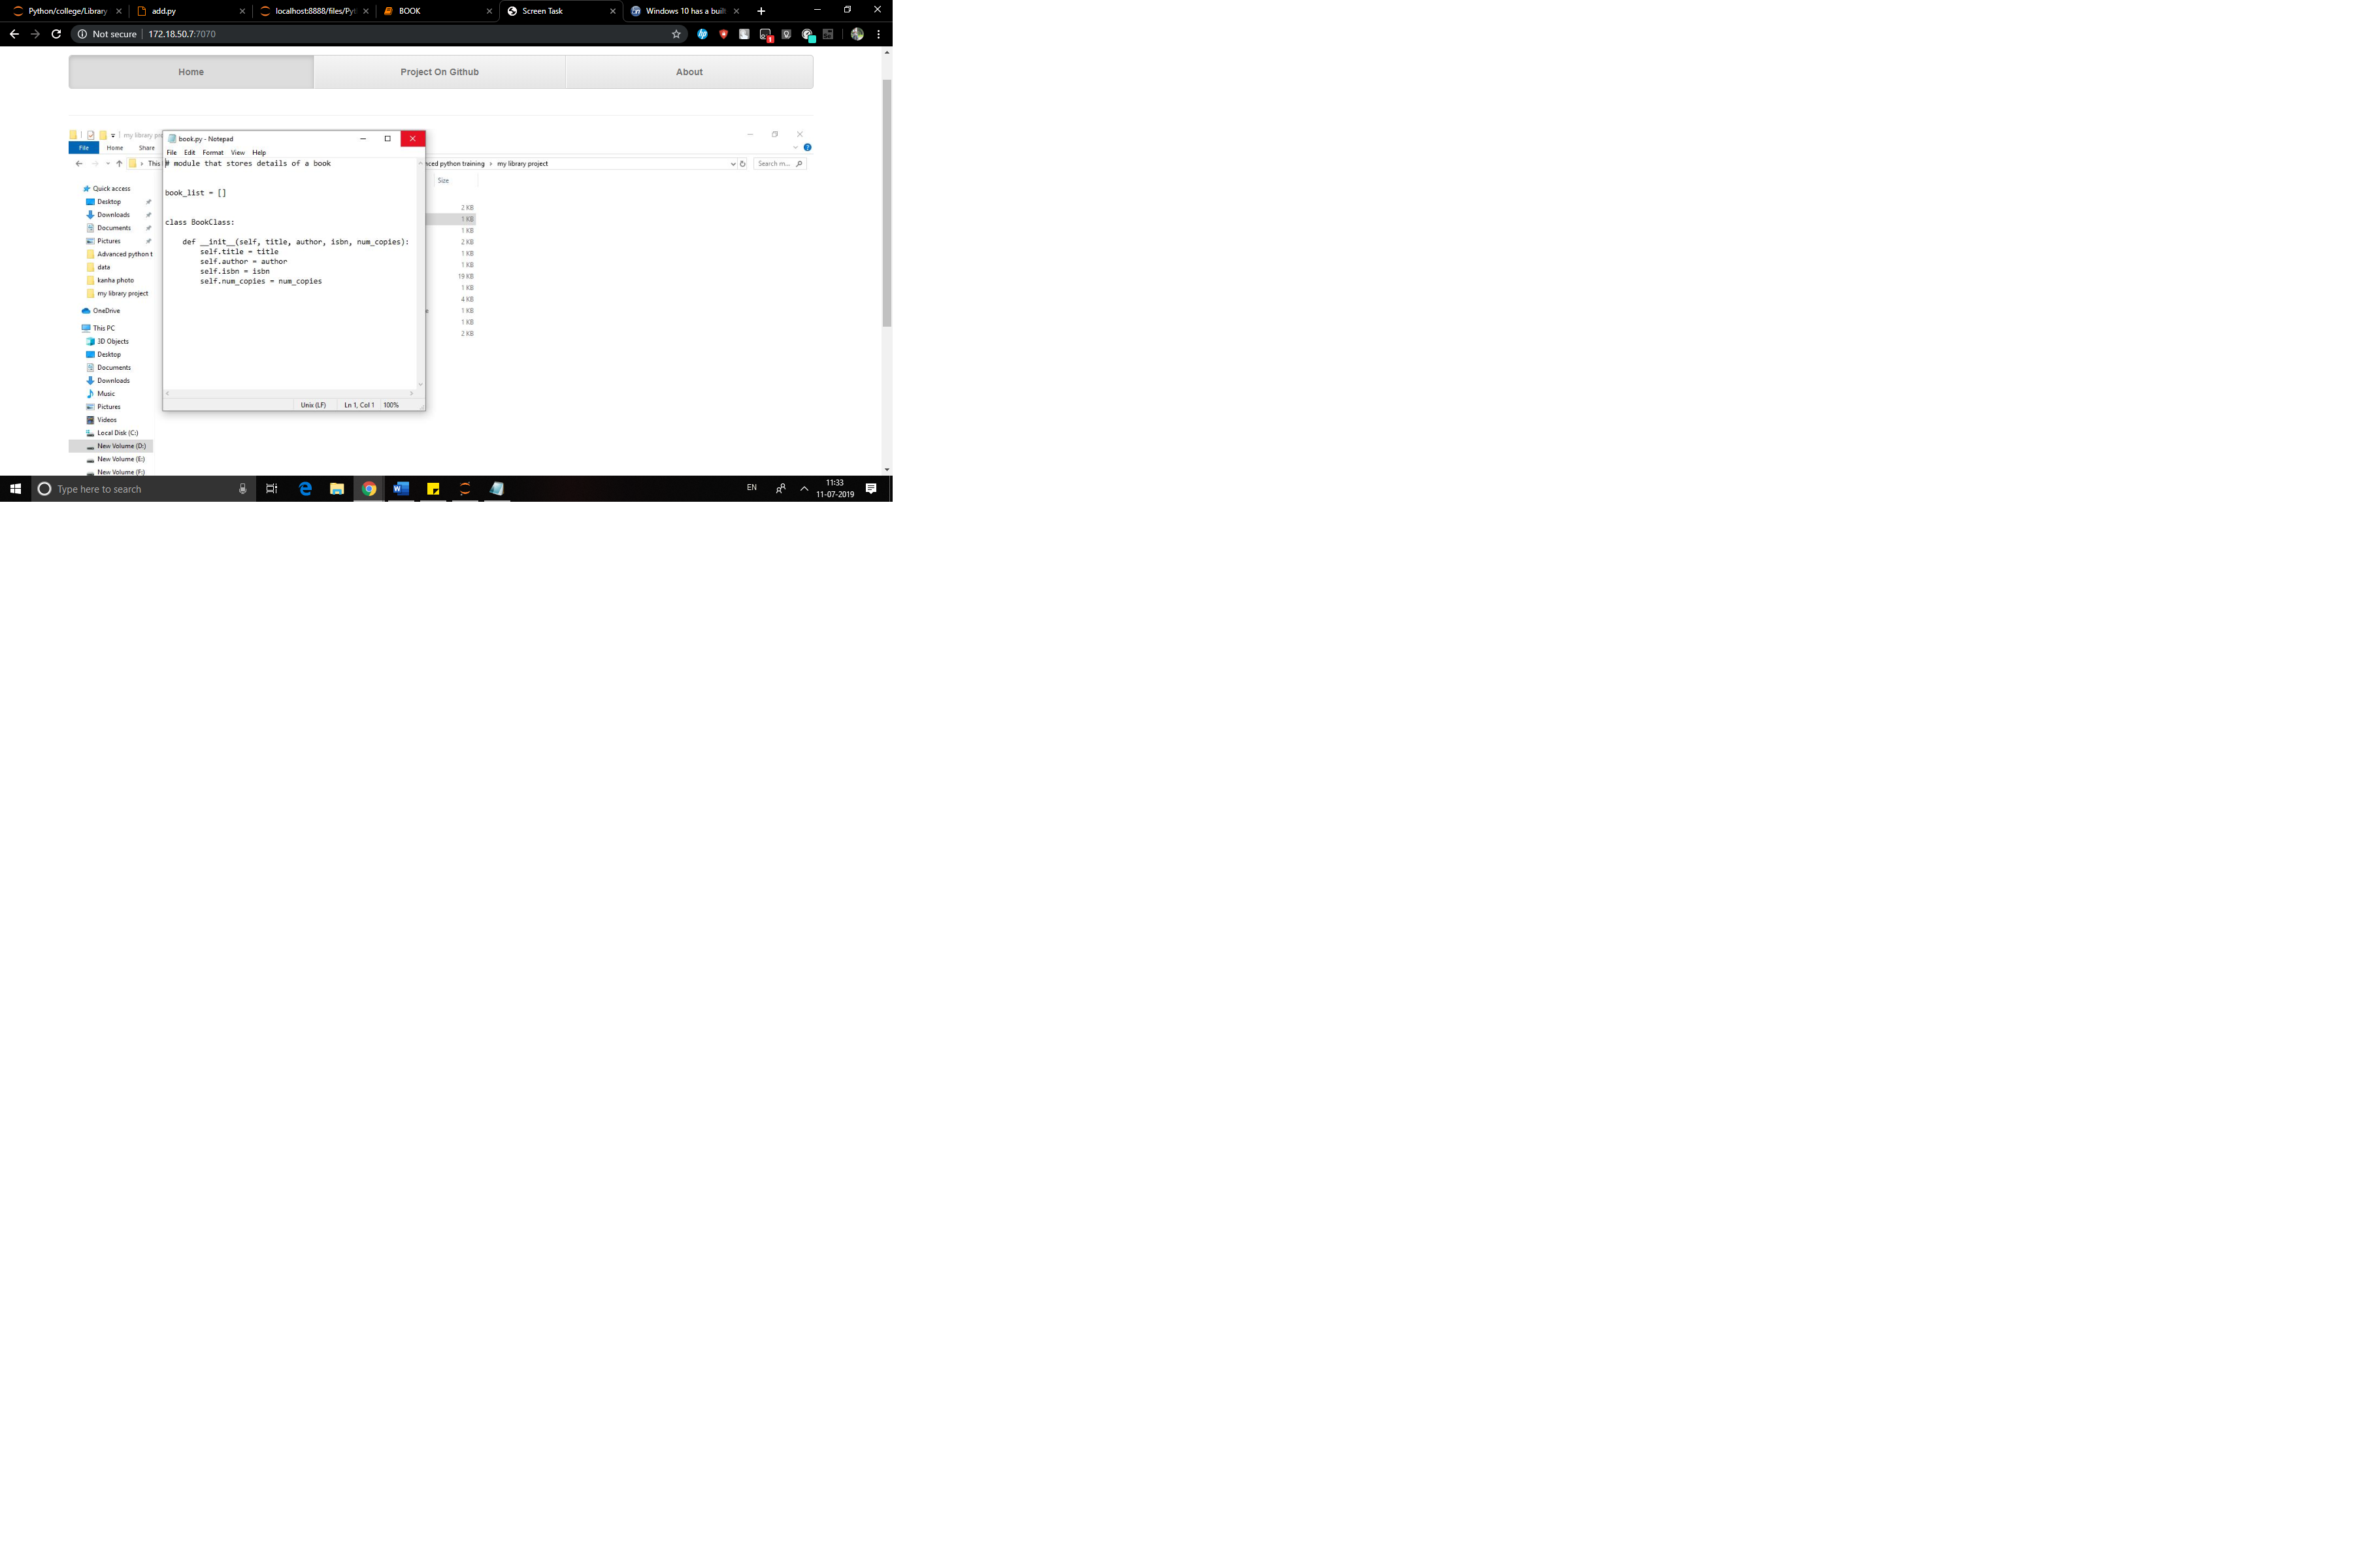 Python/college/Library
add.py
localhost:8888/files/Pyt
BOOK
Screen Task
Windows 10 has a buil
Not secure
172.18.50.7:7070
Home
Project On Github
About
my library pr
book.py - Notepad
File
Home
Share
File
Edit
Format
View
Help
This
# module that stores details of a book
nced python training
my library project
Search m...
Size
Quick access
book_list = []
Desktop
2 KB
Downloads
1 KB
class BookClass:
Documents
1 KB
Pictures
def __init__(self, title, author, isbn, num_copies):
2 KB
Advanced python t
self.title = title
1 KB
self.author = author
data
self.isbn = isbn
1 KB
kanha photo
self.num_copies = num_copies
19 KB
my library project
1 KB
4 KB
OneDrive
1 KB
This PC
1 KB
2 KB
3D Objects
Desktop
Documents
Downloads
Music
Pictures
Unix (LF)
Ln 1, Col 1
100%
Videos
Local Disk (C:)
New Volume (D:)
New Volume (E:)
New Volume (F:)
Type here to search
EN
11:33
11-07-2019